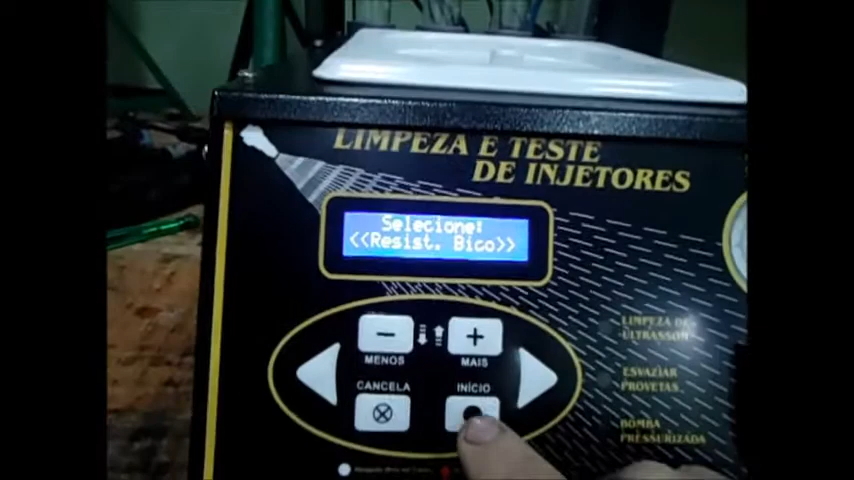 LIMPEZA E TESTE
DE INJETORES
Selecione:
<<Resist. Bico>>
MENOS
MAIS
CANCELA
INÍCIO
LIMPEZA DE
ULTRASSOM
ESVAZIAR
PROVETAS
BOMBA
PRESSURIZADA